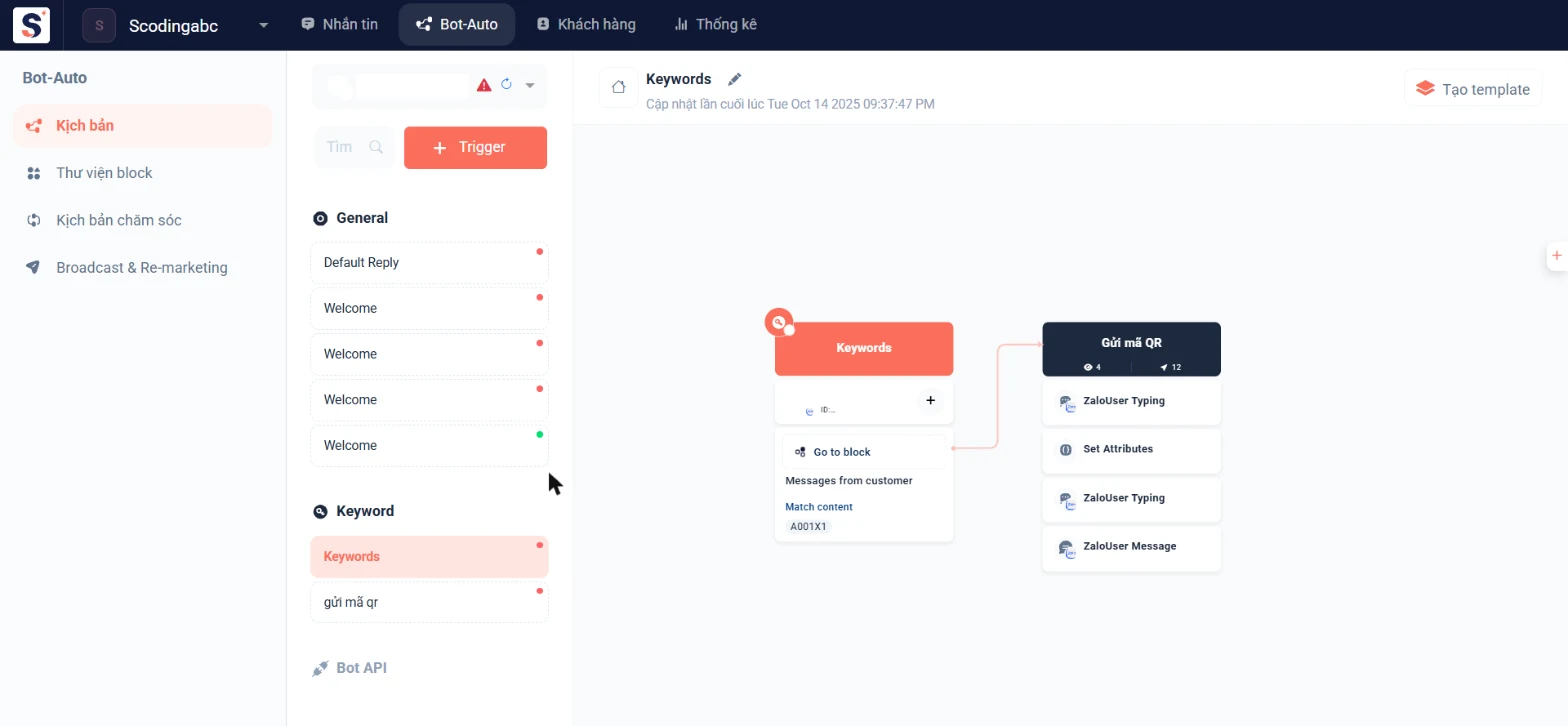 S
S
Scodingabc
Nhắn tin
Bot-Auto
Khách hàng
Thống kê
Bot-Auto
Kịch bản
Thư viện block
Kịch bản chăm sóc
Broadcast & Re-marketing
Tìm
+ Trigger
General
Default Reply
Welcome
Welcome
Welcome
Welcome
Keyword
Keywords
gửi mã qr
Bot API
Keywords
Cập nhật lần cuối lúc Tue Oct 14 2025 09:37:47 PM
Tạo template
Keywords
ID:...
Go to block
Messages from customer
Match content
A001X1
Gửi mã QR
4
12
ZaloUser Typing
Set Attributes
ZaloUser Typing
ZaloUser Message